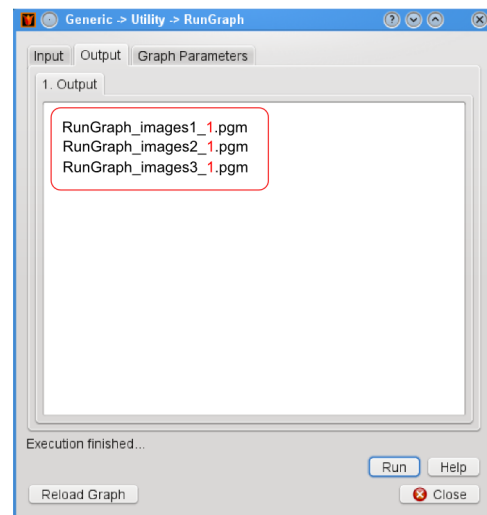 Generic -> Utility -> RunGraph
Input Output Graph Parameters
1. Output
RunGraph_images1_1.pgm
RunGraph_images2_1.pgm
RunGraph_images3_1.pgm
Execution finished...
Run Help
Reload Graph Close